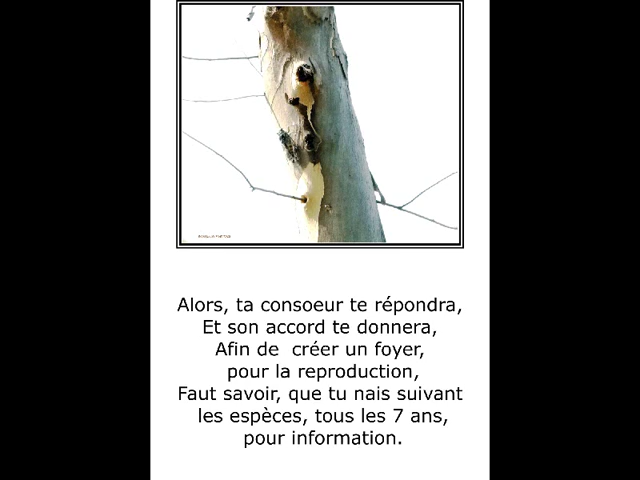 Alors, ta consoeur te répondra,
Et son accord te donnera,
Afin de  créer un foyer,
pour la reproduction,
Faut savoir, que tu nais suivant
les espèces, tous les 7 ans,
pour information.